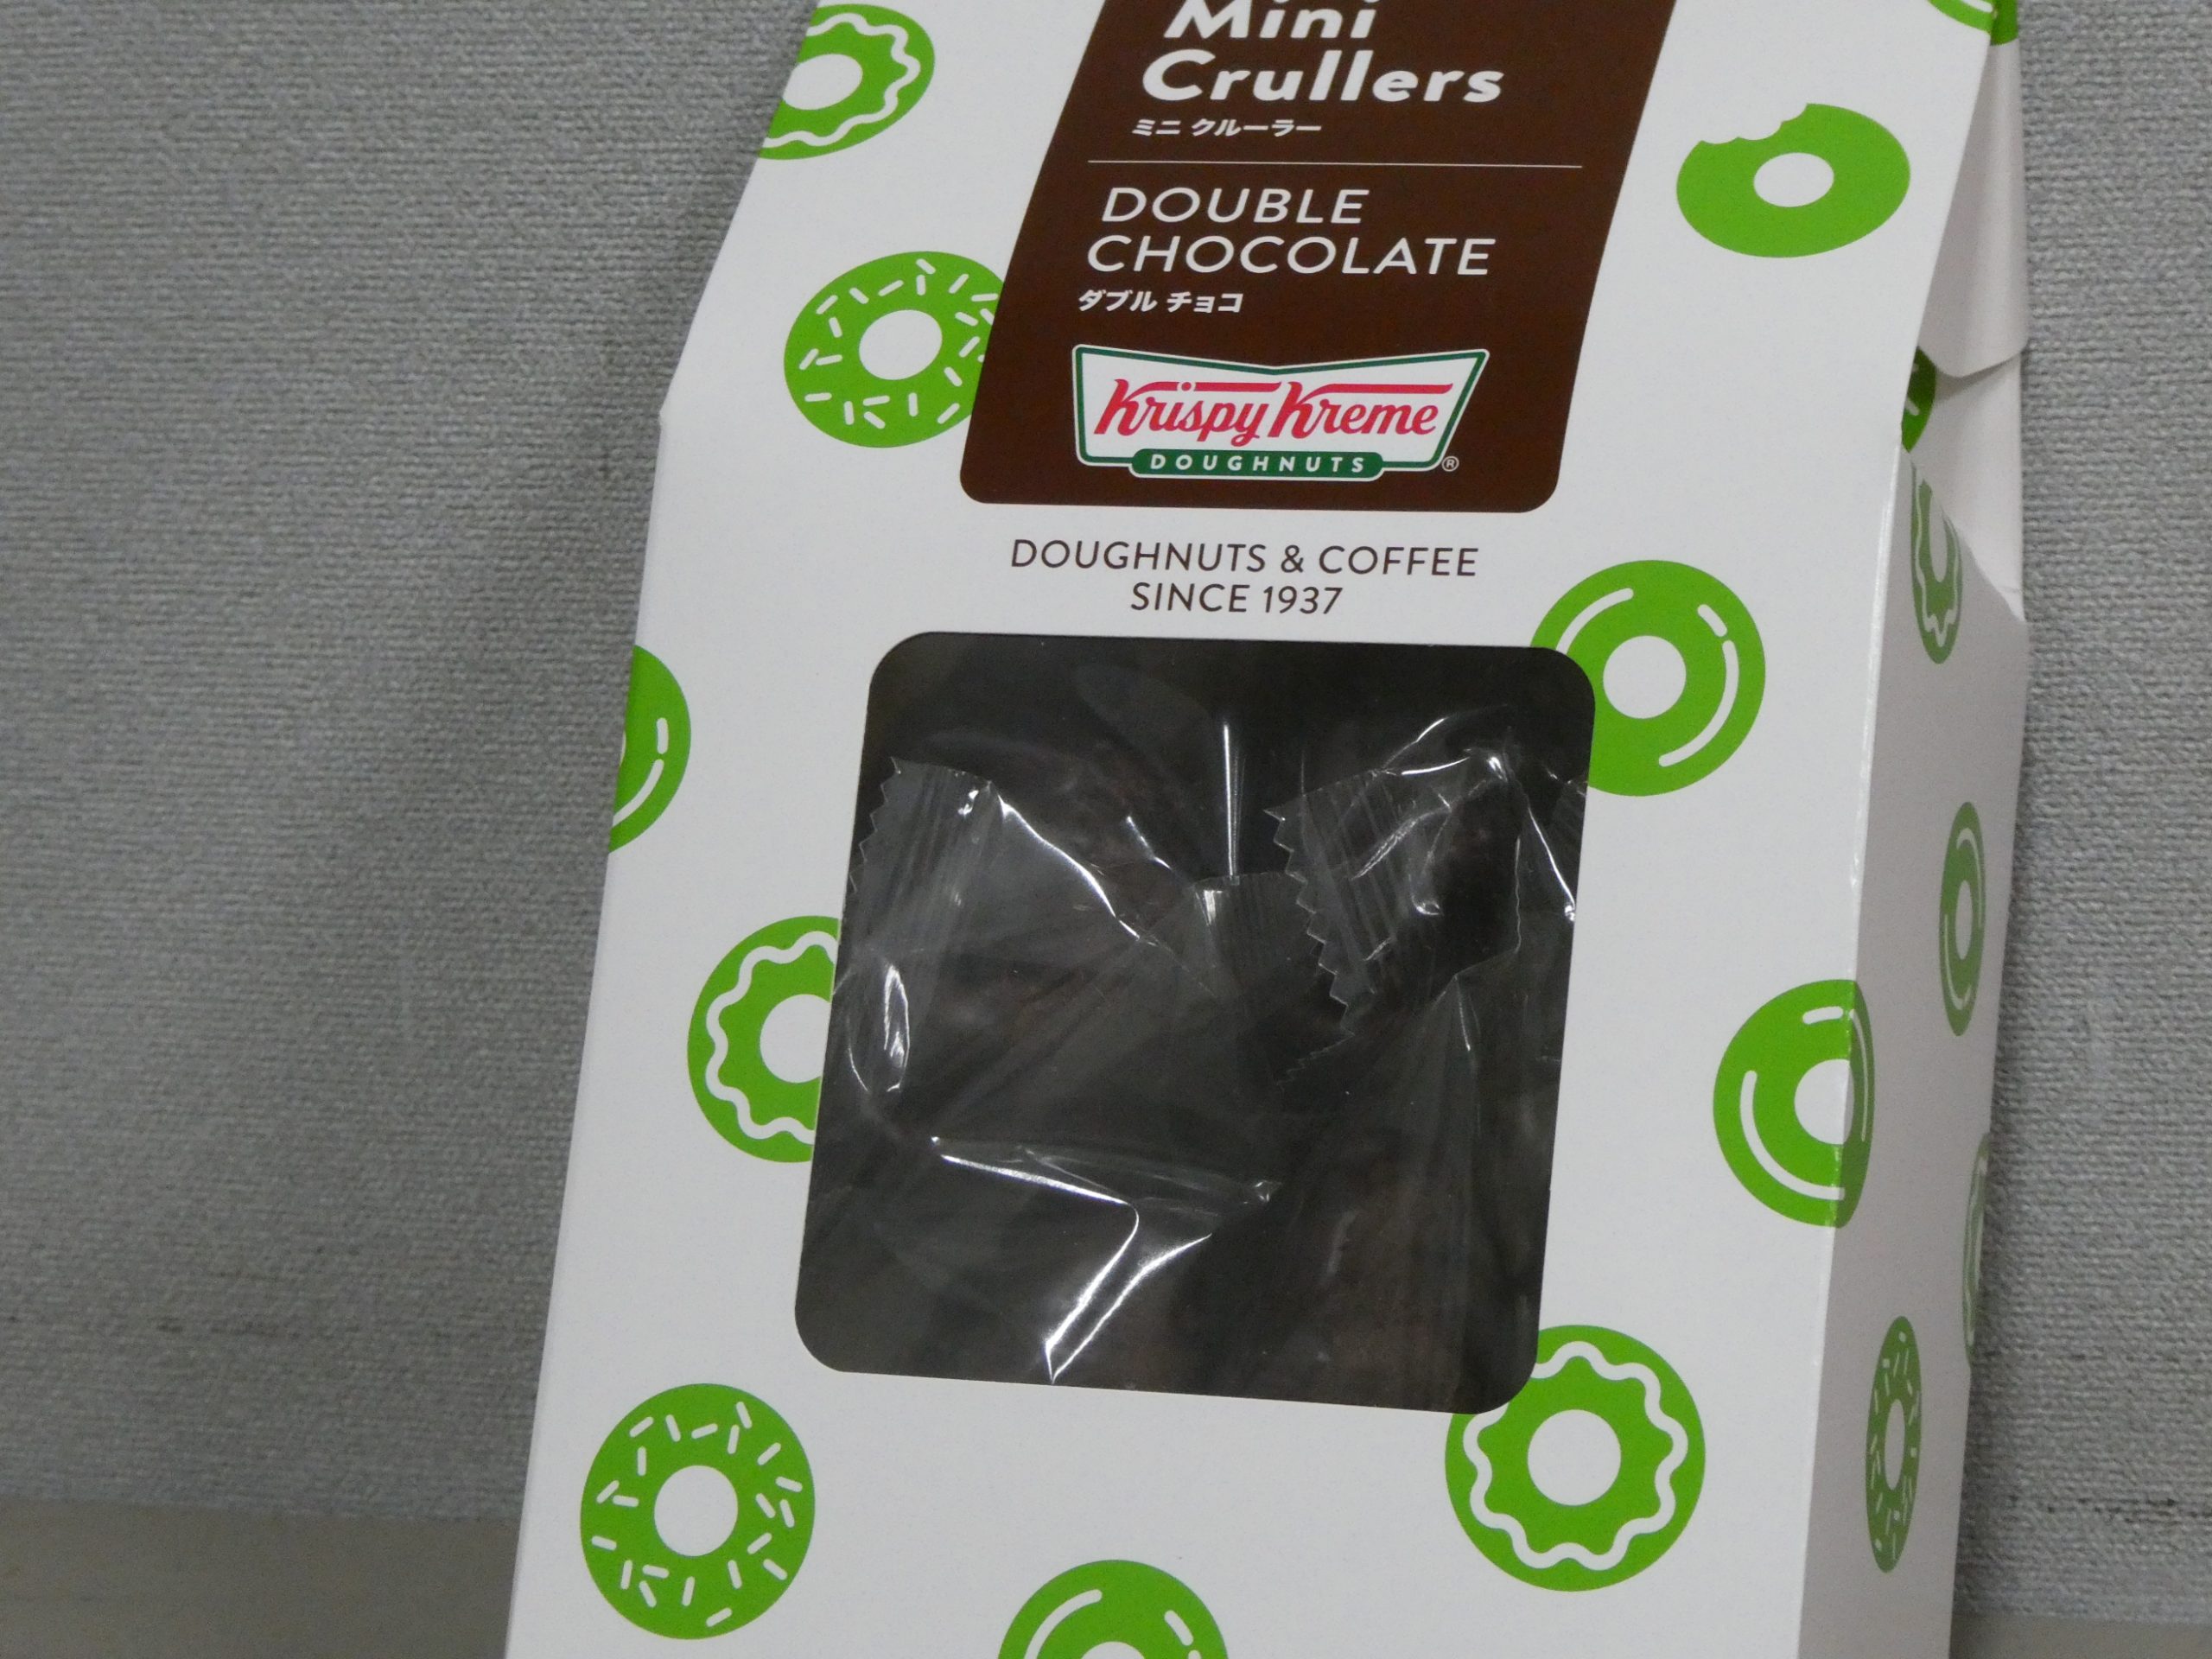 Mini
Crullers
ミニ クルーラー
DOUBLE
CHOCOLATE
ダブル チョコ
Krispy Kreme
DOUGHNUTS ®
DOUGHNUTS & COFFEE
SINCE 1937